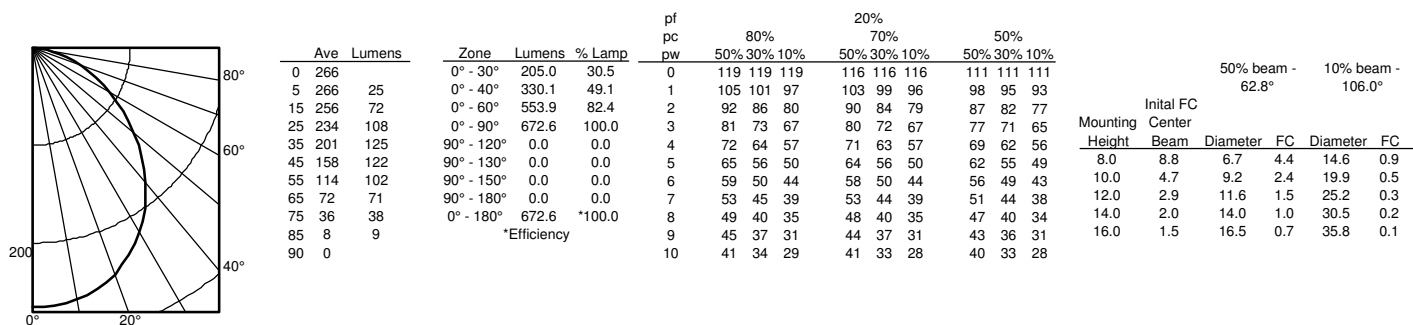 80°
60°
200
40°
0° 20°
Ave Lumens
0 266
5 266 25
15 256 72
25 234 108
35 201 125
45 158 122
55 114 102
65 72 71
75 36 38
85 8 9
90 0
Zone Lumens % Lamp
0° - 30° 205.0 30.5
0° - 40° 330.1 49.1
0° - 60° 553.9 82.4
0° - 90° 672.6 100.0
90° - 120° 0.0 0.0
90° - 130° 0.0 0.0
90° - 150° 0.0 0.0
90° - 180° 0.0 0.0
0° - 180° 672.6 *100.0
*Efficiency
pf 20%
pc 80% 70% 50%
pw 50% 30% 10% 50% 30% 10% 50% 30% 10%
0 119 119 119 116 116 116 111 111 111
1 105 101 97 103 99 96 98 95 93
2 92 86 80 90 84 79 87 82 77
3 81 73 67 80 72 67 77 71 65
4 72 64 57 71 63 57 69 62 56
5 65 56 50 64 56 50 62 55 49
6 59 50 44 58 50 44 56 49 43
7 53 45 39 53 44 39 51 44 38
8 49 40 35 48 40 35 47 40 34
9 45 37 31 44 37 31 43 36 31
10 41 34 29 41 33 28 40 33 28
50% beam - 10% beam -
62.8° 106.0°
Inital FC
Mounting Center
Height Beam Diameter FC Diameter FC
8.0 8.8 6.7 4.4 14.6 0.9
10.0 4.7 9.2 2.4 19.9 0.5
12.0 2.9 11.6 1.5 25.2 0.3
14.0 2.0 14.0 1.0 30.5 0.2
16.0 1.5 16.5 0.7 35.8 0.1